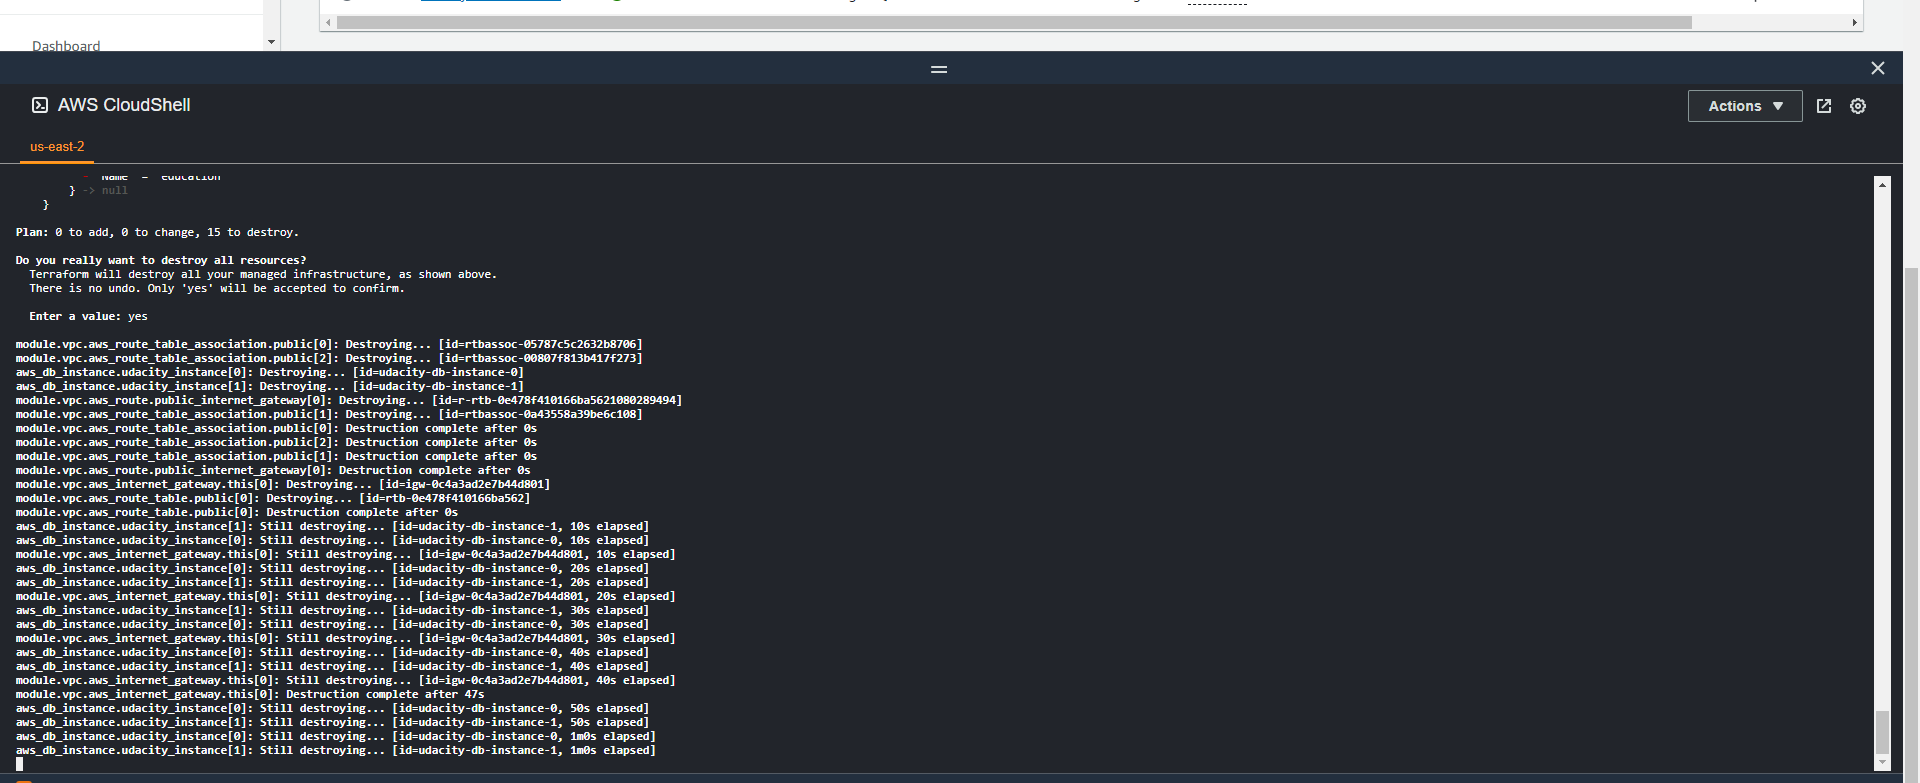 Dashboard
AWS CloudShell
Actions
us-east-2
- Name = "education"
} -> null
}
Plan: 0 to add, 0 to change, 15 to destroy.
Do you really want to destroy all resources?
Terraform will destroy all your managed infrastructure, as shown above.
There is no undo. Only 'yes' will be accepted to confirm.
Enter a value: yes
module.vpc.aws_route_table_association.public[0]: Destroying... [id=rtbassoc-05787c5c2632b8706]
module.vpc.aws_route_table_association.public[2]: Destroying... [id=rtbassoc-00807f813b417f273]
aws_db_instance.udacity_instance[0]: Destroying... [id=udacity-db-instance-0]
aws_db_instance.udacity_instance[1]: Destroying... [id=udacity-db-instance-1]
module.vpc.aws_route.public_internet_gateway[0]: Destroying... [id=r-rtb-0e478f410166ba5621080289494]
module.vpc.aws_route_table_association.public[1]: Destroying... [id=rtbassoc-0a43558a39be6c108]
module.vpc.aws_route_table_association.public[0]: Destruction complete after 0s
module.vpc.aws_route_table_association.public[2]: Destruction complete after 0s
module.vpc.aws_route_table_association.public[1]: Destruction complete after 0s
module.vpc.aws_route.public_internet_gateway[0]: Destruction complete after 0s
module.vpc.aws_internet_gateway.this[0]: Destroying... [id=igw-0c4a3ad2e7b44d801]
module.vpc.aws_route_table.public[0]: Destroying... [id=rtb-0e478f410166ba562]
module.vpc.aws_route_table.public[0]: Destruction complete after 0s
aws_db_instance.udacity_instance[1]: Still destroying... [id=udacity-db-instance-1, 10s elapsed]
aws_db_instance.udacity_instance[0]: Still destroying... [id=udacity-db-instance-0, 10s elapsed]
module.vpc.aws_internet_gateway.this[0]: Still destroying... [id=igw-0c4a3ad2e7b44d801, 10s elapsed]
aws_db_instance.udacity_instance[0]: Still destroying... [id=udacity-db-instance-0, 20s elapsed]
aws_db_instance.udacity_instance[1]: Still destroying... [id=udacity-db-instance-1, 20s elapsed]
module.vpc.aws_internet_gateway.this[0]: Still destroying... [id=igw-0c4a3ad2e7b44d801, 20s elapsed]
aws_db_instance.udacity_instance[1]: Still destroying... [id=udacity-db-instance-1, 30s elapsed]
aws_db_instance.udacity_instance[0]: Still destroying... [id=udacity-db-instance-0, 30s elapsed]
module.vpc.aws_internet_gateway.this[0]: Still destroying... [id=igw-0c4a3ad2e7b44d801, 30s elapsed]
aws_db_instance.udacity_instance[0]: Still destroying... [id=udacity-db-instance-0, 40s elapsed]
aws_db_instance.udacity_instance[1]: Still destroying... [id=udacity-db-instance-1, 40s elapsed]
module.vpc.aws_internet_gateway.this[0]: Still destroying... [id=igw-0c4a3ad2e7b44d801, 40s elapsed]
module.vpc.aws_internet_gateway.this[0]: Destruction complete after 47s
aws_db_instance.udacity_instance[0]: Still destroying... [id=udacity-db-instance-0, 50s elapsed]
aws_db_instance.udacity_instance[1]: Still destroying... [id=udacity-db-instance-1, 50s elapsed]
aws_db_instance.udacity_instance[0]: Still destroying... [id=udacity-db-instance-0, 1m0s elapsed]
aws_db_instance.udacity_instance[1]: Still destroying... [id=udacity-db-instance-1, 1m0s elapsed]